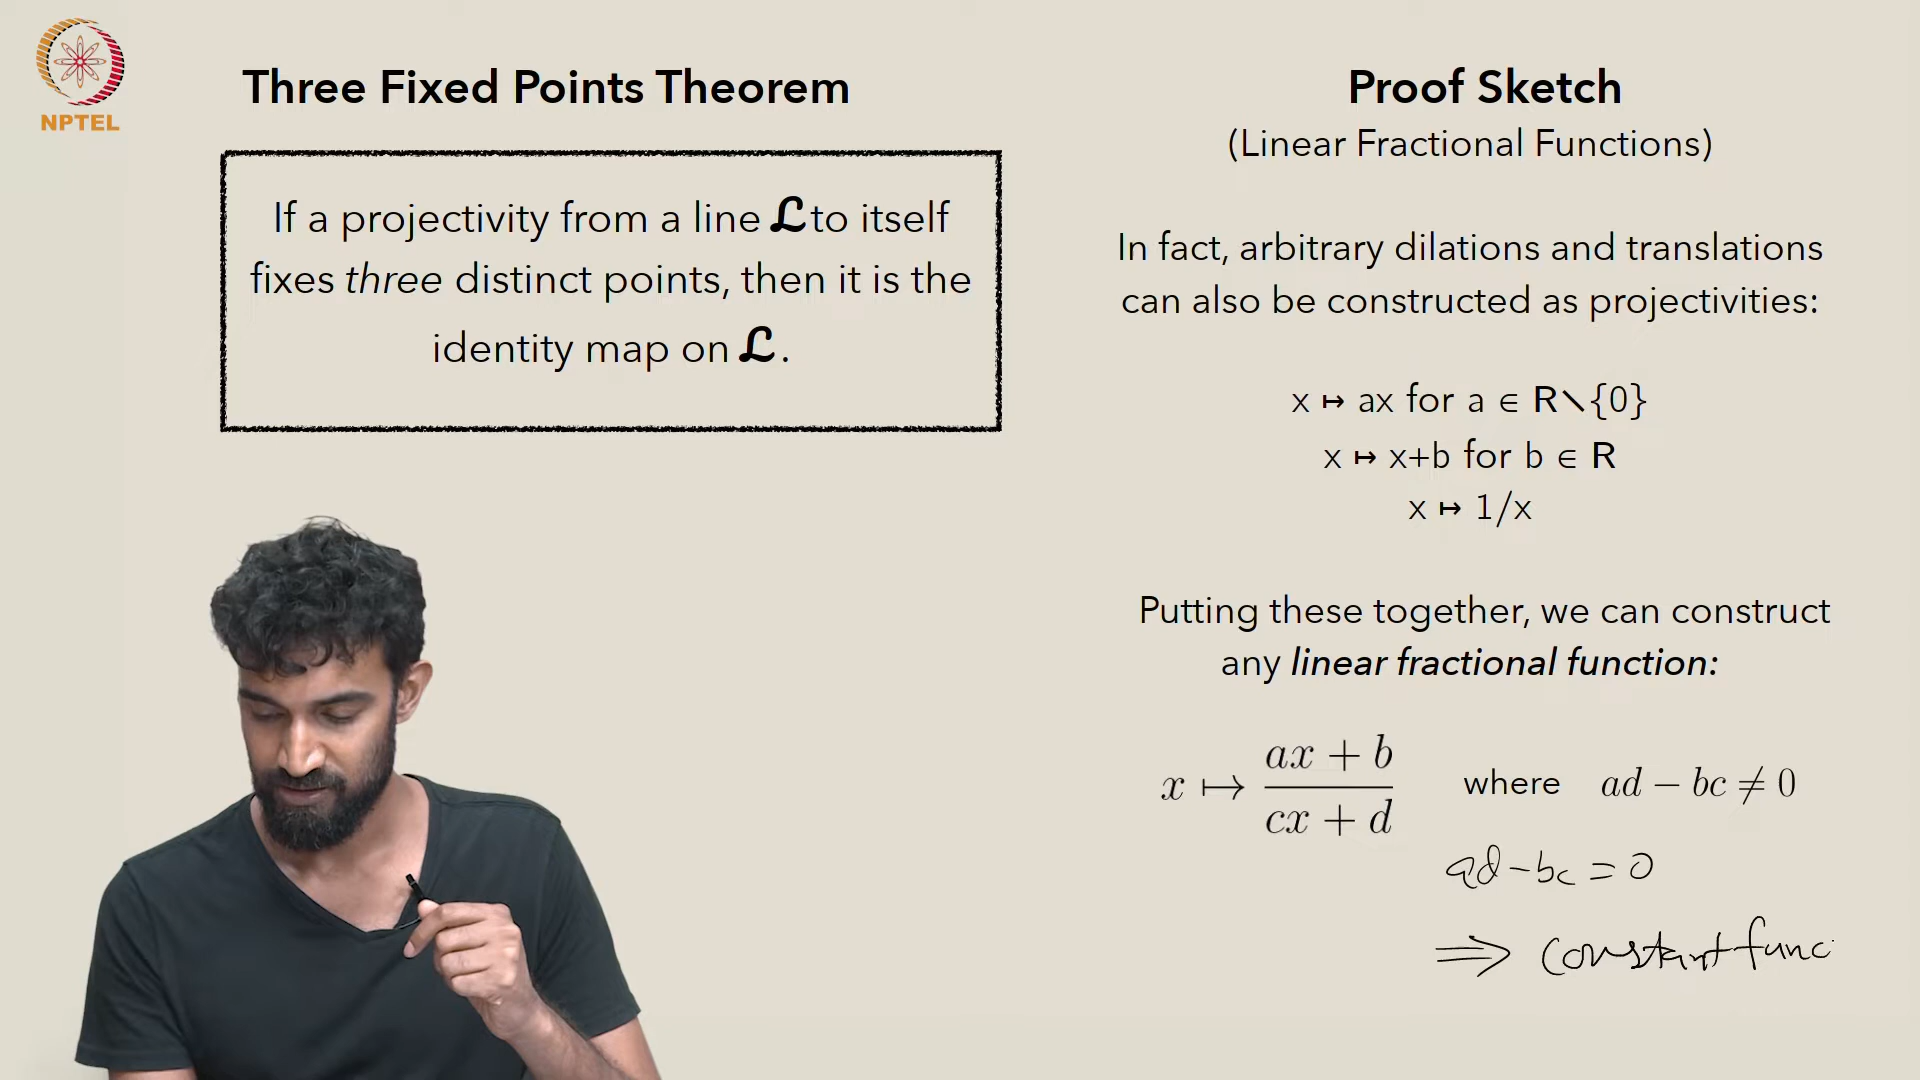 NPTEL
Three Fixed Points Theorem
If a projectivity from a line ℒ to itself
fixes three distinct points, then it is the
identity map on ℒ.
Proof Sketch
(Linear Fractional Functions)
In fact, arbitrary dilations and translations
can also be constructed as projectivities:
x ↦ ax for a ∈ R∖{0}
x ↦ x+b for b ∈ R
x ↦ 1/x
Putting these together, we can construct
any linear fractional function:
x ⟼ (ax + b)/(cx + d) where ad − bc ≠ 0
ad-bc = 0
⇒ constant func